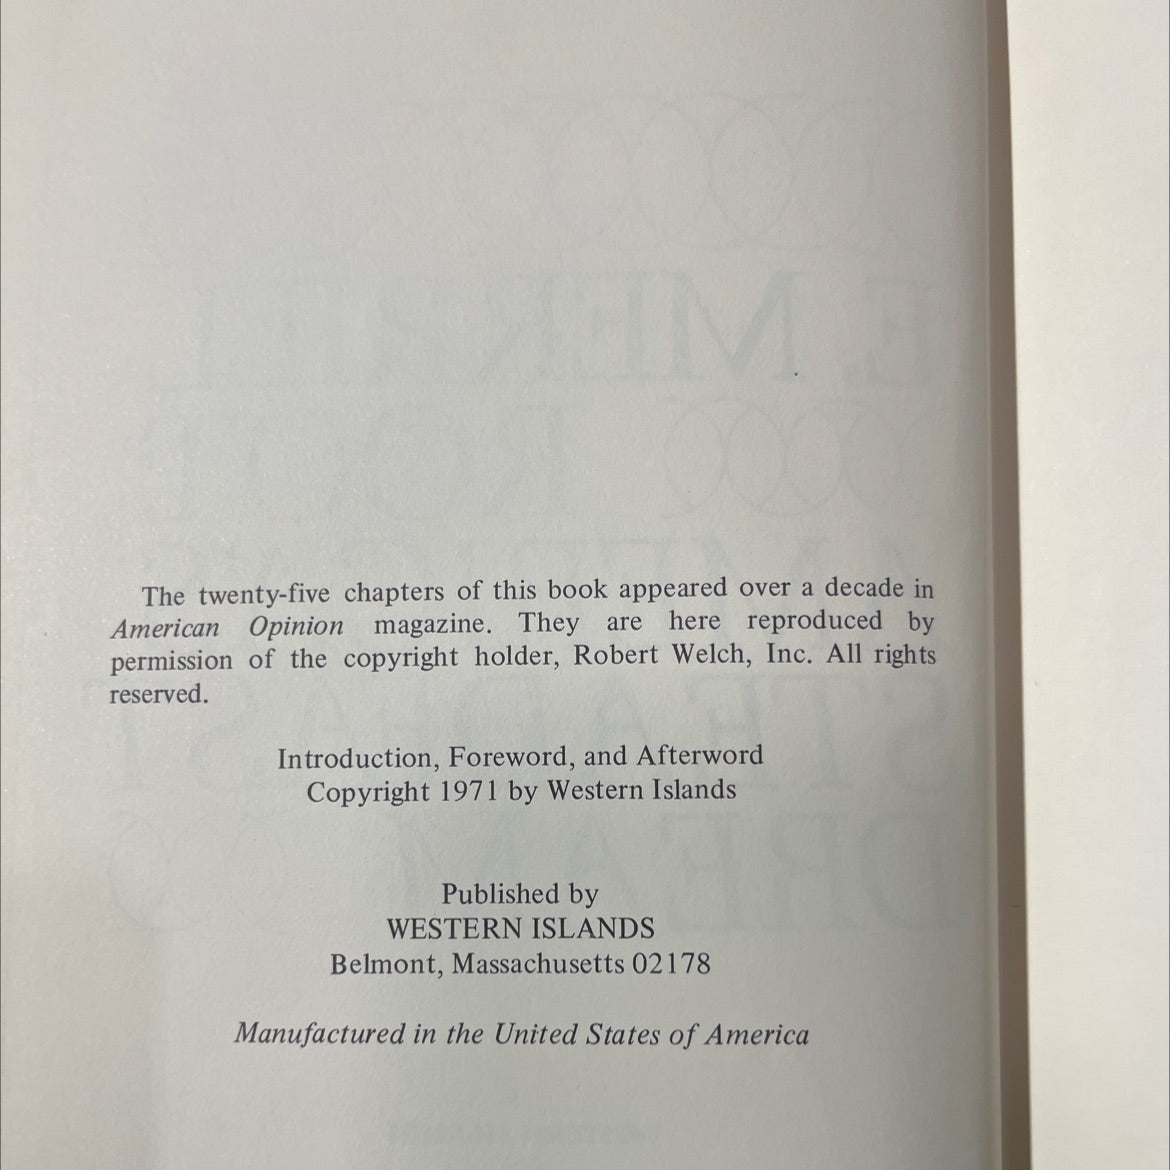 The twenty-five chapters of this book appeared over a decade in
American Opinion magazine. They are here reproduced by
permission of the copyright holder, Robert Welch, Inc. All rights
reserved.
Introduction, Foreword, and Afterword
Copyright 1971 by Western Islands
Published by
WESTERN ISLANDS
Belmont, Massachusetts 02178
Manufactured in the United States of America